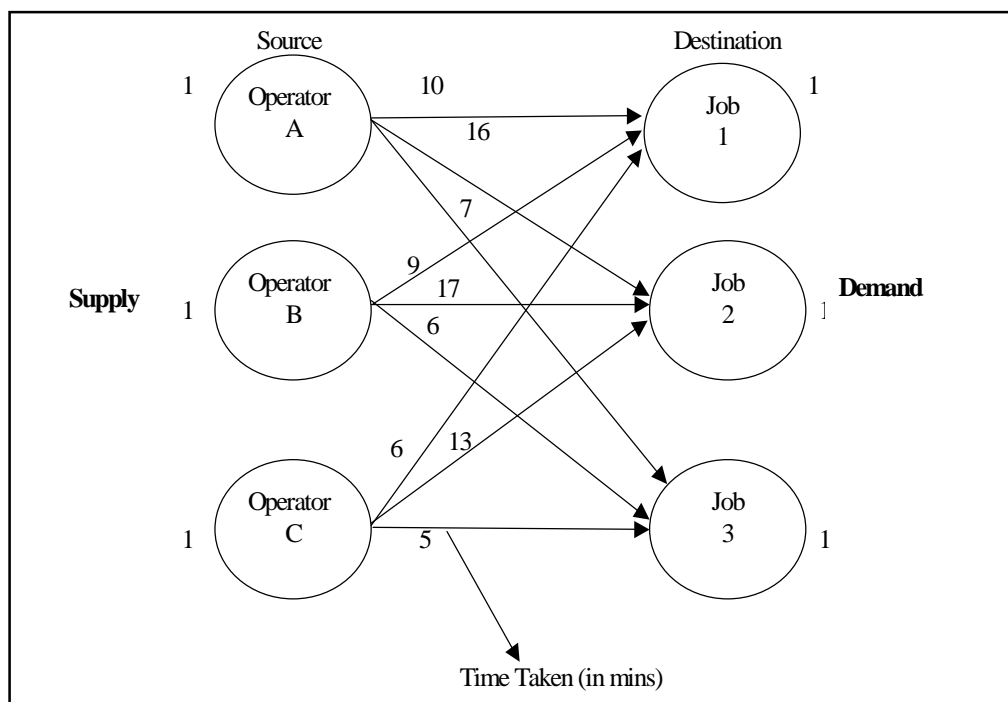 Source
Destination
1
Operator
A
10
16
Job
1
1
7
Supply
1
Operator
B
9
17
6
Job
2
1
Demand
1
Operator
C
6
13
5
Job
3
1
Time Taken (in mins)